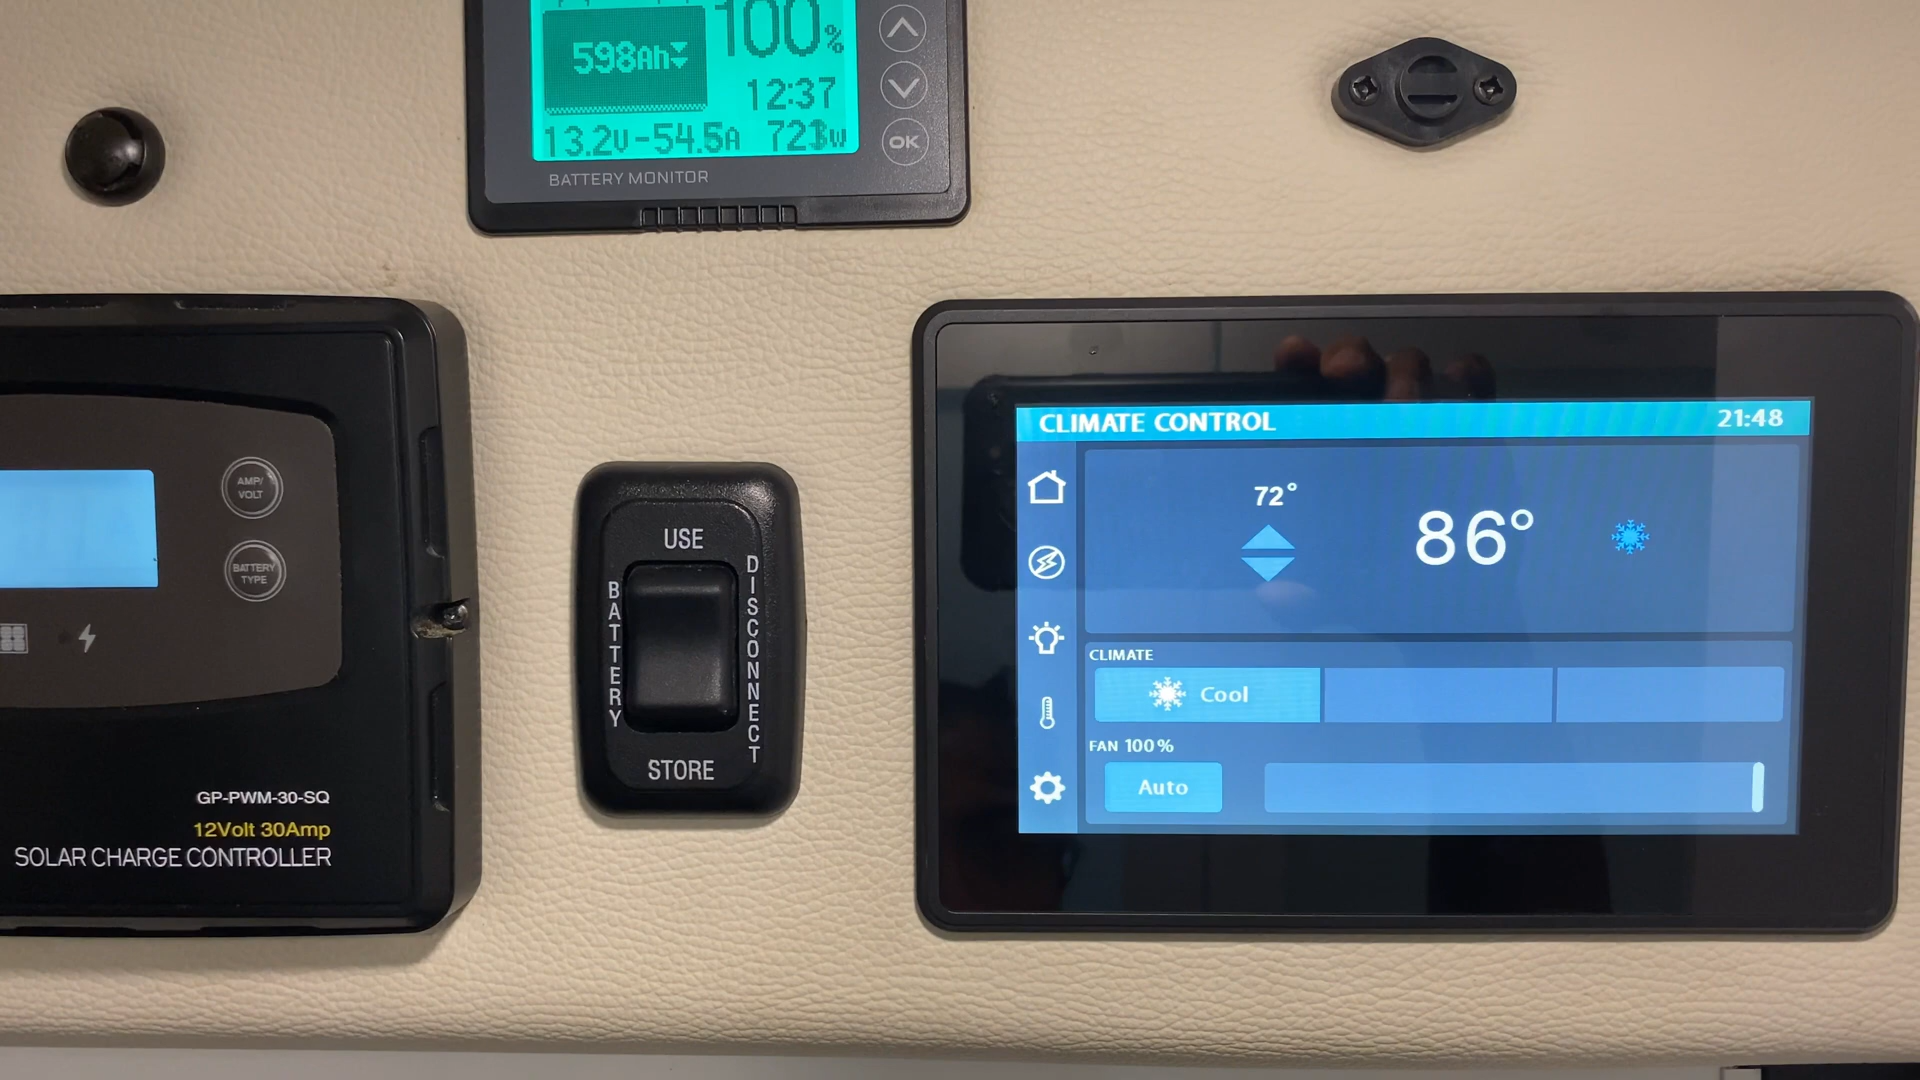 100%
598Ah
12:37
13.2V -54.5A
OK
BATTERY MONITOR
AMP/
VOLT
BATTERY
TYPE
GP-PWM-30-SQ
12Volt 30Amp
SOLAR CHARGE CONTROLLER
USE
BATTERY
DISCONNECT
STORE
CLIMATE CONTROL 21:48
72°
86°
CLIMATE
Cool
FAN 100%
Auto